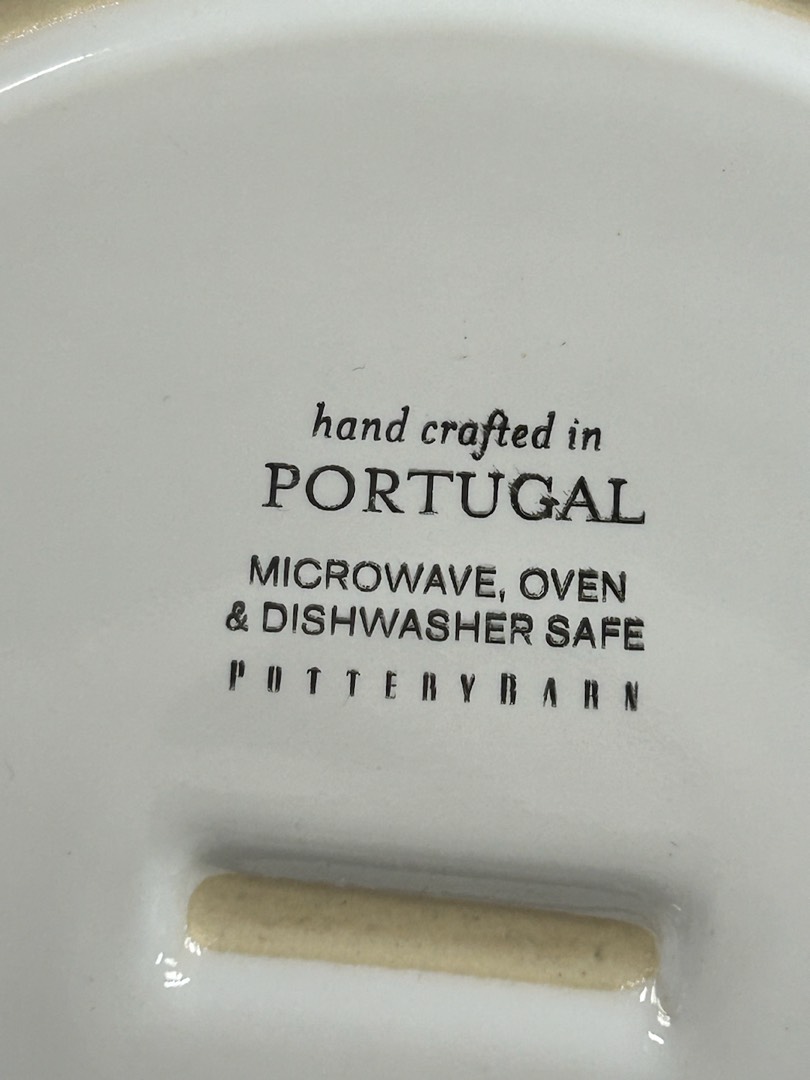 hand crafted in
PORTUGAL
MICROWAVE, OVEN
& DISHWASHER SAFE
POTTERYBARN